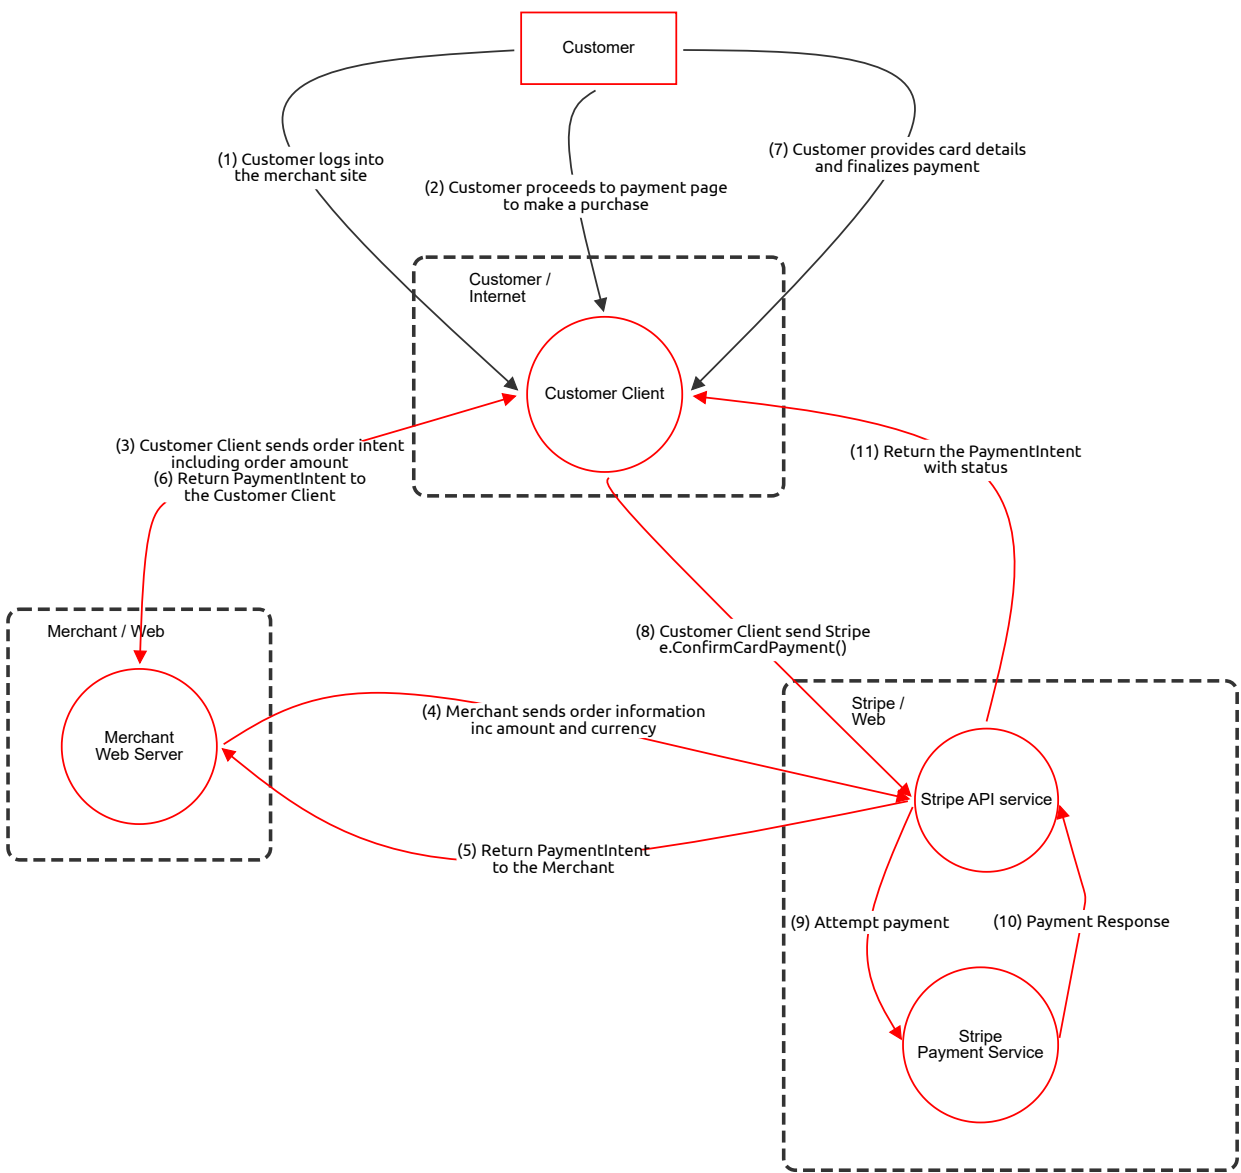 Customer
(1) Customer logs into
the merchant site
(2) Customer proceeds to payment page
to make a purchase
(7) Customer provides card details
and finalizes payment
Customer /
Internet
Customer Client
(3) Customer Client sends order intent
including order amount
(6) Return PaymentIntent to
the Customer Client
(11) Return the PaymentIntent
with status
Merchant / Web
(8) Customer Client send Stripe
e.ConfirmCardPayment()
Merchant
Web Server
(4) Merchant sends order information
inc amount and currency
Stripe /
Web
Stripe API service
(5) Return PaymentIntent
to the Merchant
(9) Attempt payment
(10) Payment Response
Stripe
Payment Service